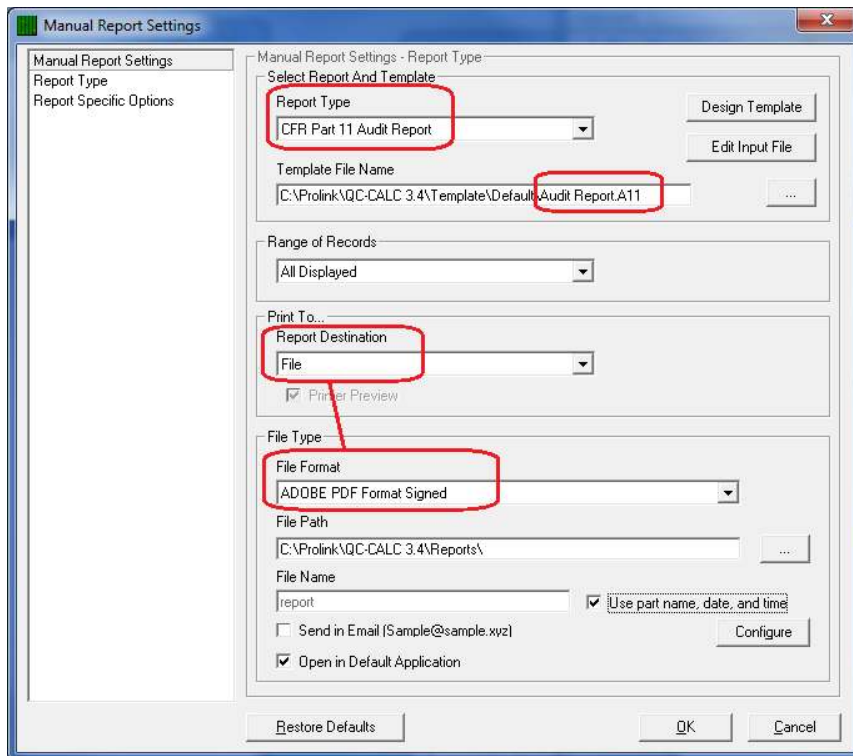 Manual Report Settings
Manual Report Settings
Report Type
Report Specific Options
Manual Report Settings - Report Type
Select Report And Template
Report Type
CFR Part 11 Audit Report
Design Template
Edit Input File
Template File Name
C:\Prolink\QC-CALC 3.4\Template\Default\Audit Report.A11
...
Range of Records
All Displayed
Print To...
Report Destination
File
Printer Preview
File Type
File Format
ADOBE PDF Format Signed
File Path
C:\Prolink\QC-CALC 3.4\Reports\
...
File Name
report
Use part name, date, and time
Send in Email (Sample@sample.xyz)
Configure
Open in Default Application
Restore Defaults
OK
Cancel